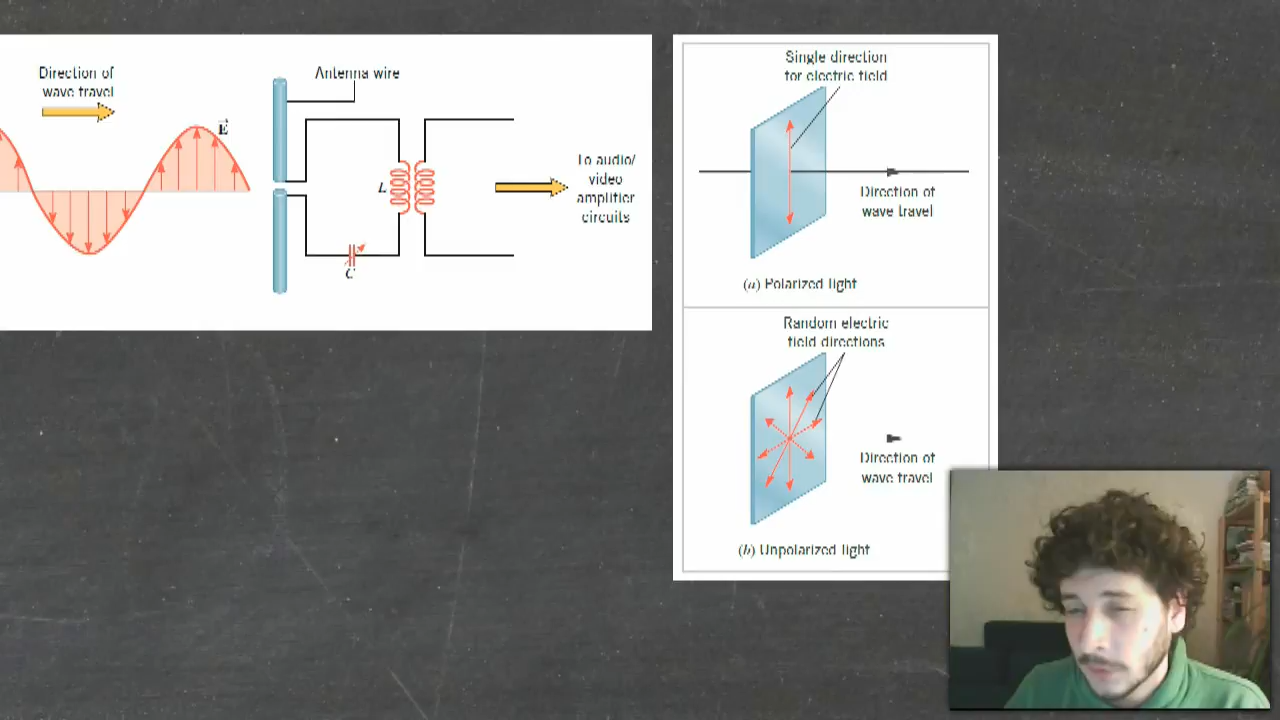 Direction of
wave travel
E
Antenna wire
L
C
To audio/
video
amplifier
circuits
Single direction
for electric field
Direction of
wave travel
(a) Polarized light
Random electric
field directions
Direction of
wave travel
(b) Unpolarized light